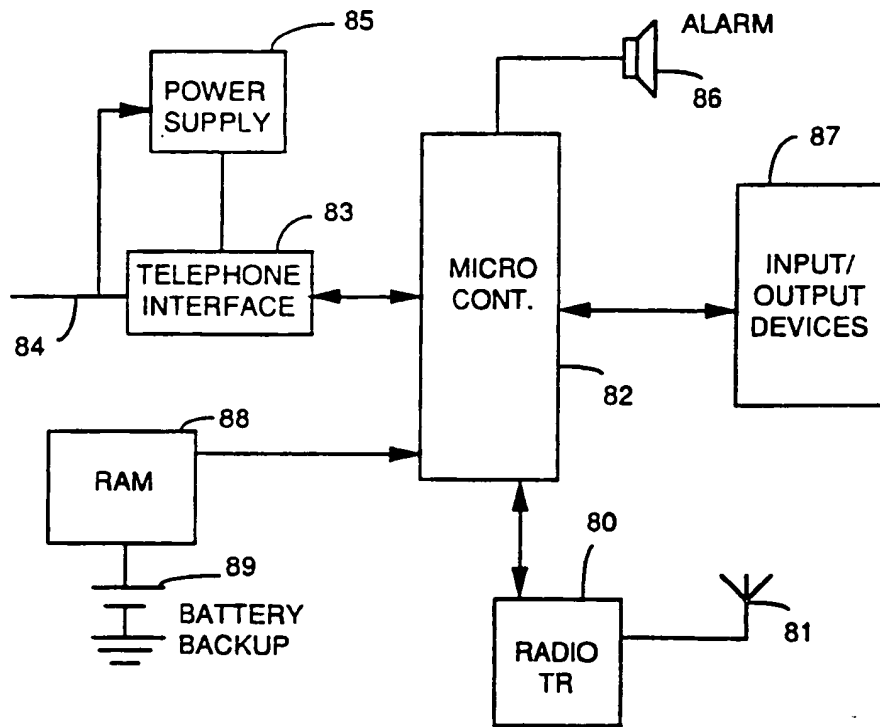 85
ALARM
POWER
SUPPLY
86
87
83
TELEPHONE
INTERFACE
MICRO
CONT.
INPUT/
OUTPUT
DEVICES
84
82
88
RAM
80
89
BATTERY
BACKUP
81
RADIO
TR